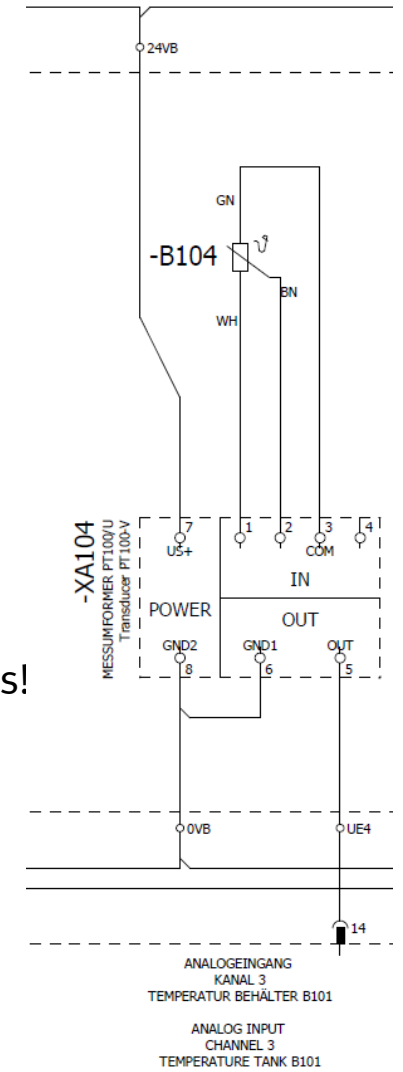 24VB
GN
-B104
ϑ
BN
WH
-XA104
MESSUMFORMER PT100/U
Transducer PT100-V
7
1
2
3
4
US+
COM
IN
POWER
OUT
GND2
GND1
OUT
8
6
5
s!
0VB
UE4
14
ANALOGEINGANG
KANAL 3
TEMPERATUR BEHÄLTER B101
ANALOG INPUT
CHANNEL 3
TEMPERATURE TANK B101